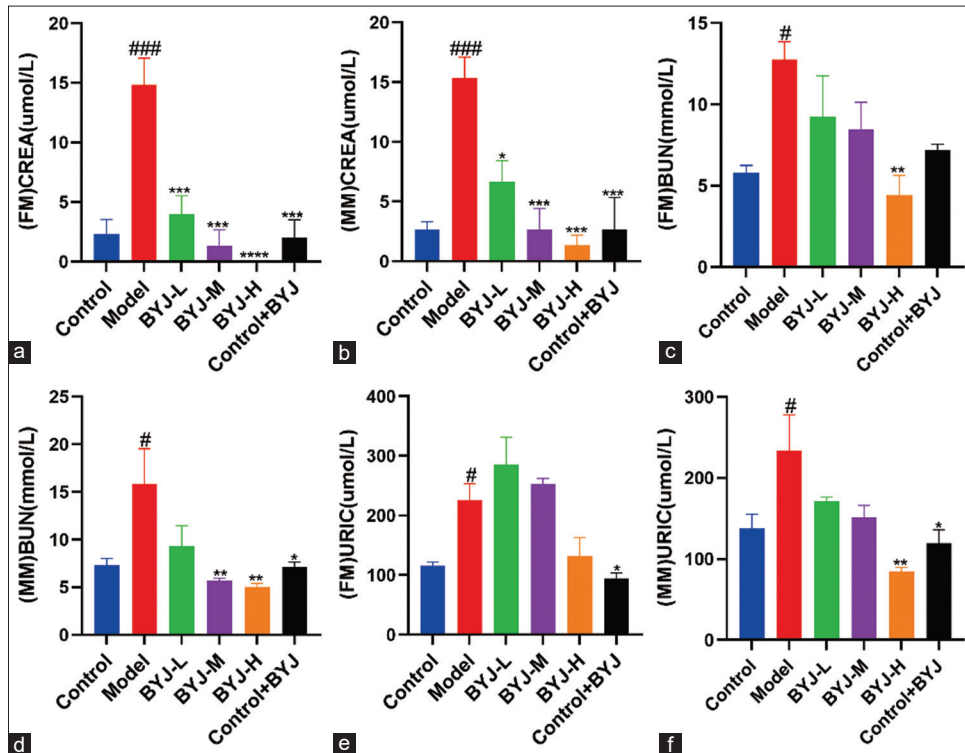 (FM)CREA(umol/L)
20
15
10
5
0
###
***
***
****
***
Control
Model
BYJ-L
BYJ-M
BYJ-H
Control+BYJ
a
(MM)CREA(umol/L)
20
15
10
5
0
###
*
***
***
***
Control
Model
BYJ-L
BYJ-M
BYJ-H
Control+BYJ
b
(FM)BUN(mmol/L)
15
10
5
0
#
**
Control
Model
BYJ-L
BYJ-M
BYJ-H
Control+BYJ
c
(MM)BUN(mmol/L)
25
20
15
10
5
0
#
**
**
*
Control
Model
BYJ-L
BYJ-M
BYJ-H
Control+BYJ
d
(FM)URIC(umol/L)
400
300
200
100
0
#
*
Control
Model
BYJ-L
BYJ-M
BYJ-H
Control+BYJ
e
(MM)URIC(umol/L)
300
200
100
0
#
**
*
Control
Model
BYJ-L
BYJ-M
BYJ-H
Control+BYJ
f